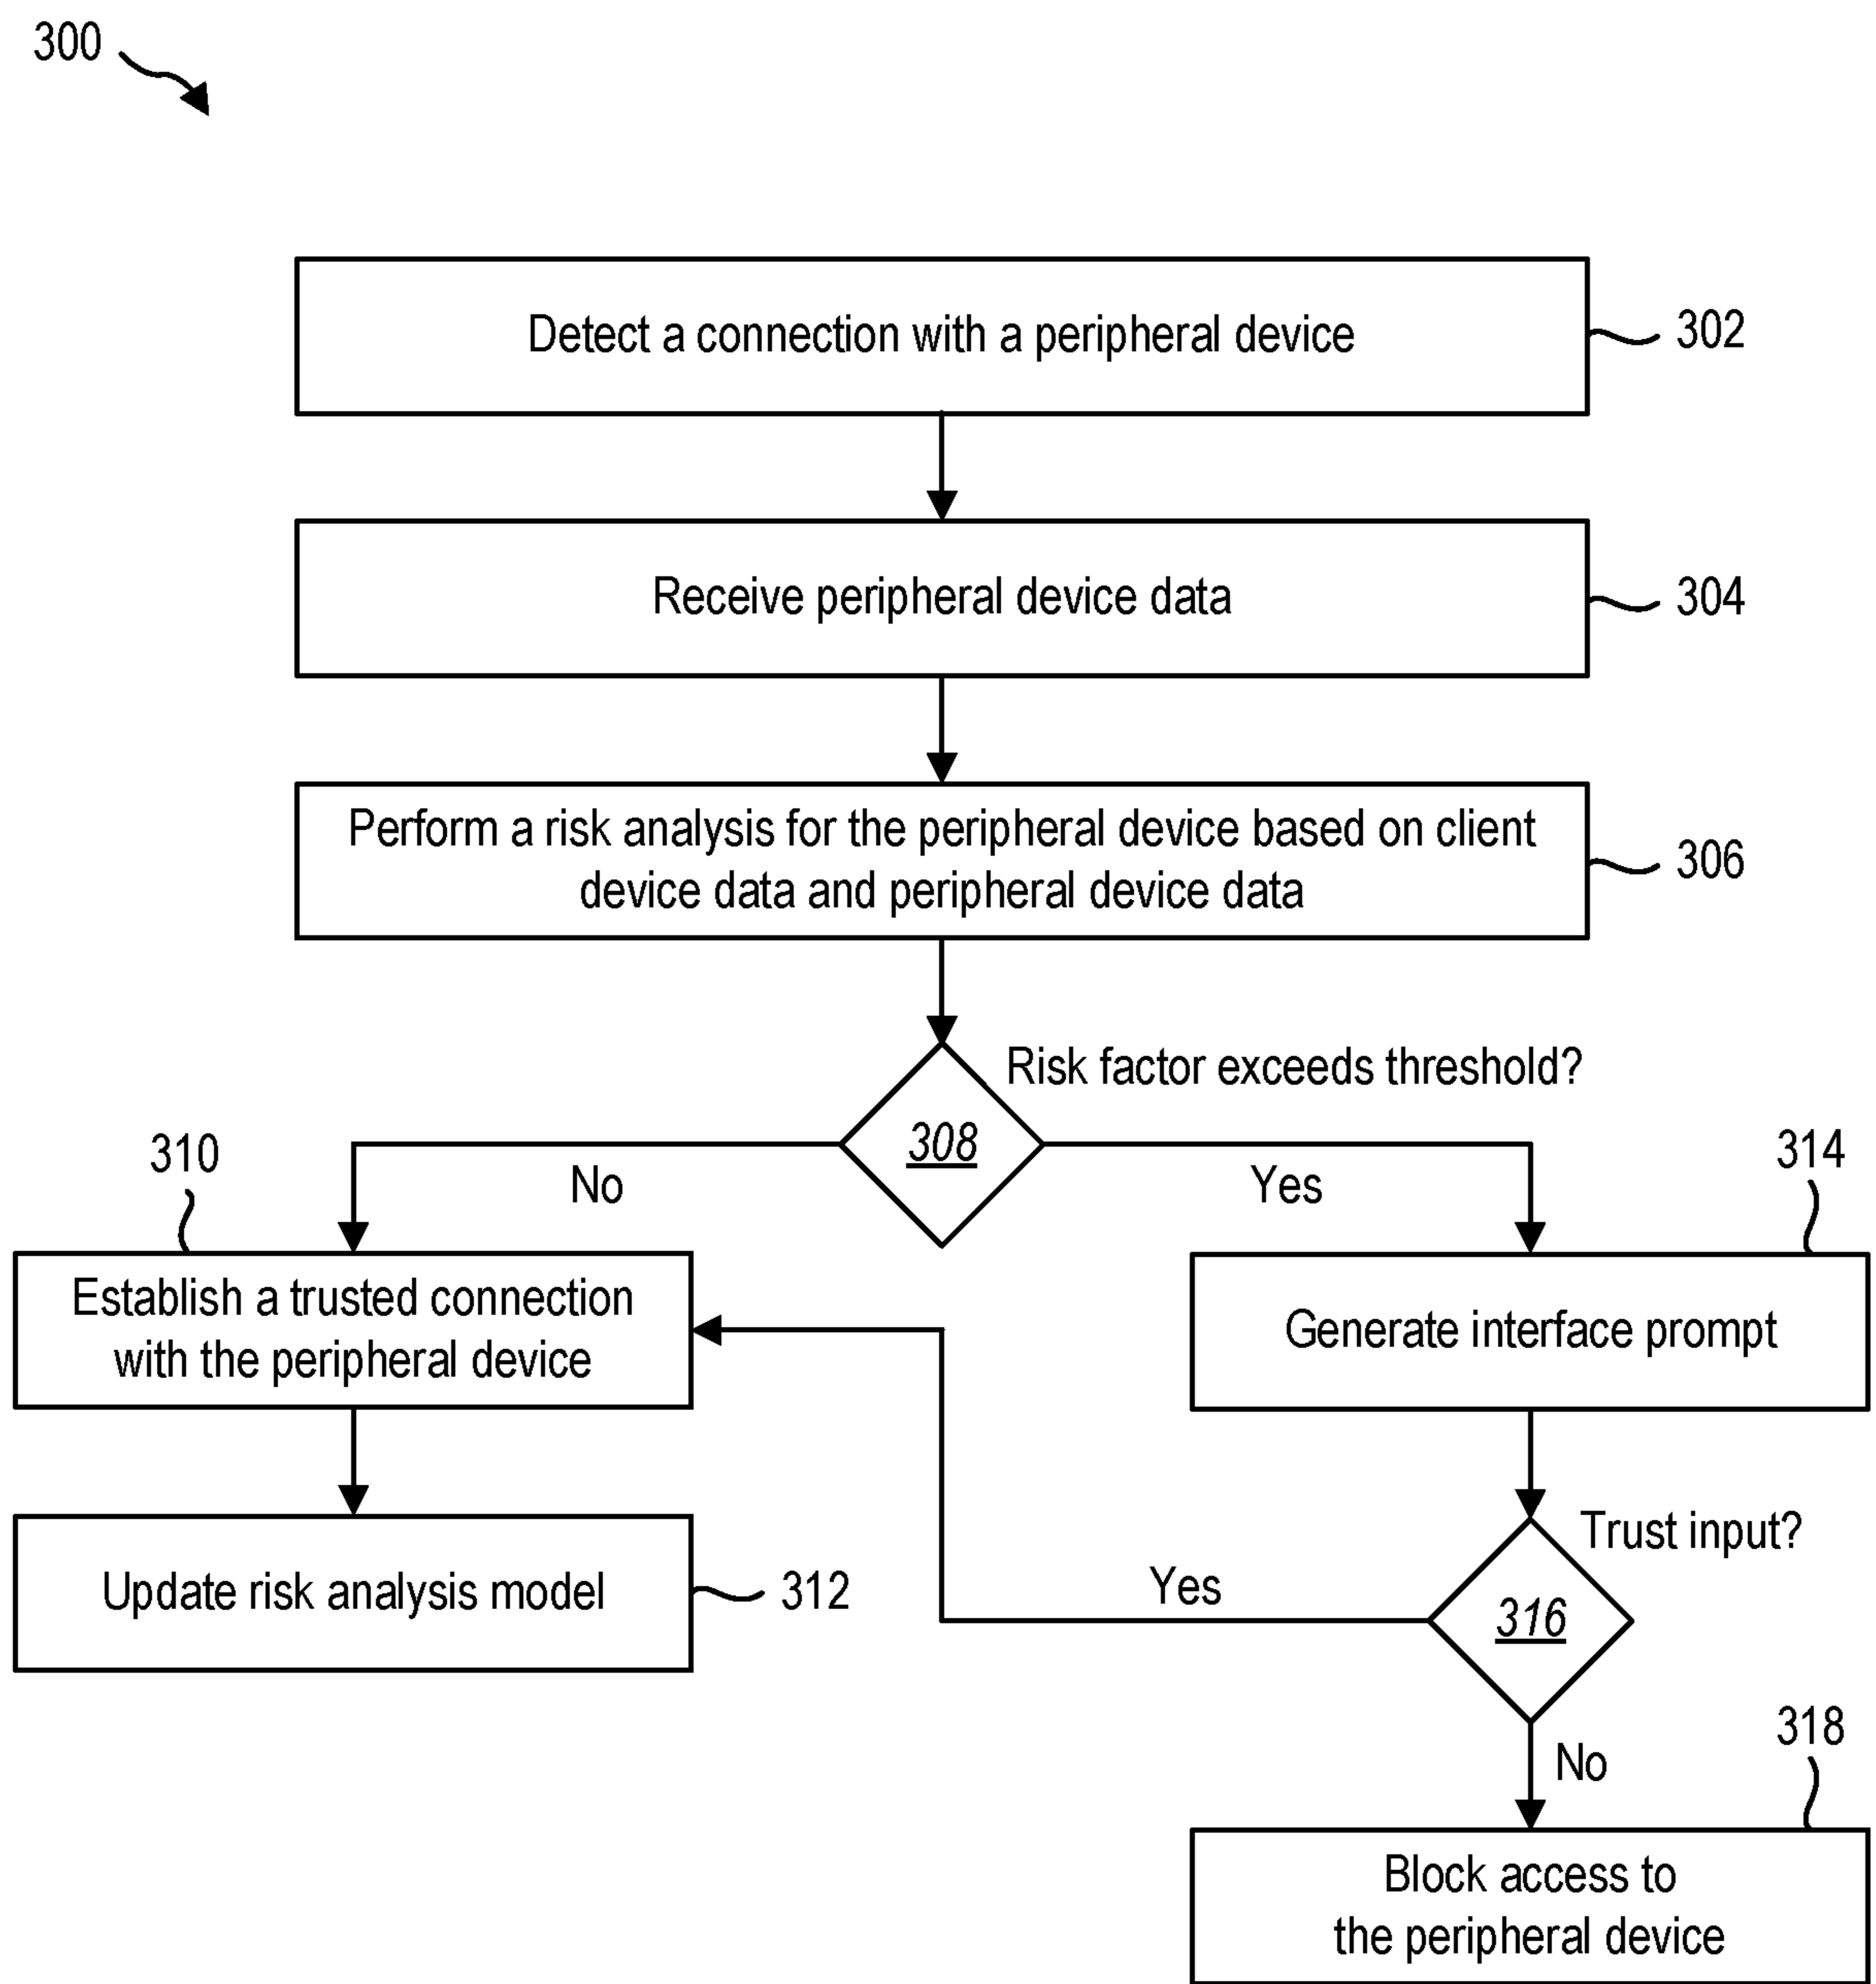 300
Detect a connection with a peripheral device
302
Receive peripheral device data
304
Perform a risk analysis for the peripheral device based on client
device data and peripheral device data
306
Risk factor exceeds threshold?
308
No
Yes
310
Establish a trusted connection
with the peripheral device
314
Generate interface prompt
Update risk analysis model
312
Trust input?
316
Yes
No
318
Block access to
the peripheral device